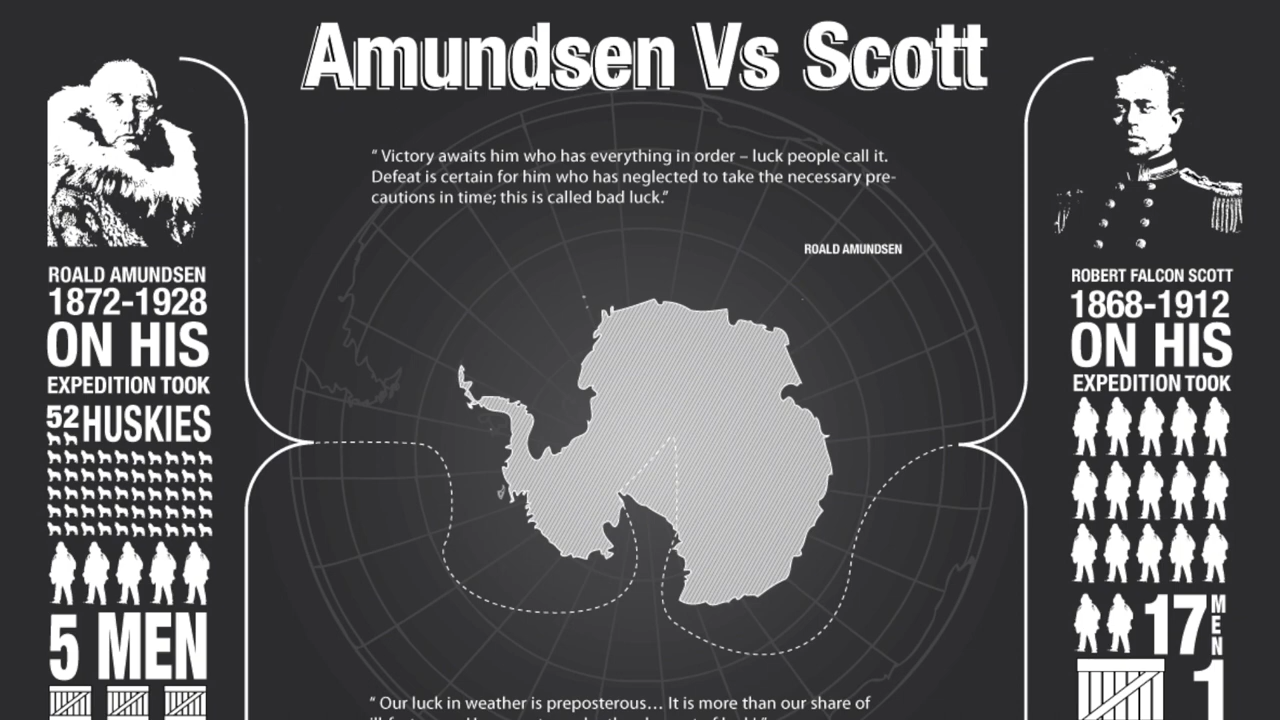 Amundsen Vs Scott
“ Victory awaits him who has everything in order – luck people call it.
Defeat is certain for him who has neglected to take the necessary pre-
cautions in time; this is called bad luck.”
ROALD AMUNDSEN
ROALD AMUNDSEN
1872-1928
ON HIS
EXPEDITION TOOK
52 HUSKIES
5 MEN
ROBERT FALCON SCOTT
1868-1912
ON HIS
EXPEDITION TOOK
17 MEN
1
“ Our luck in weather is preposterous… It is more than our share of